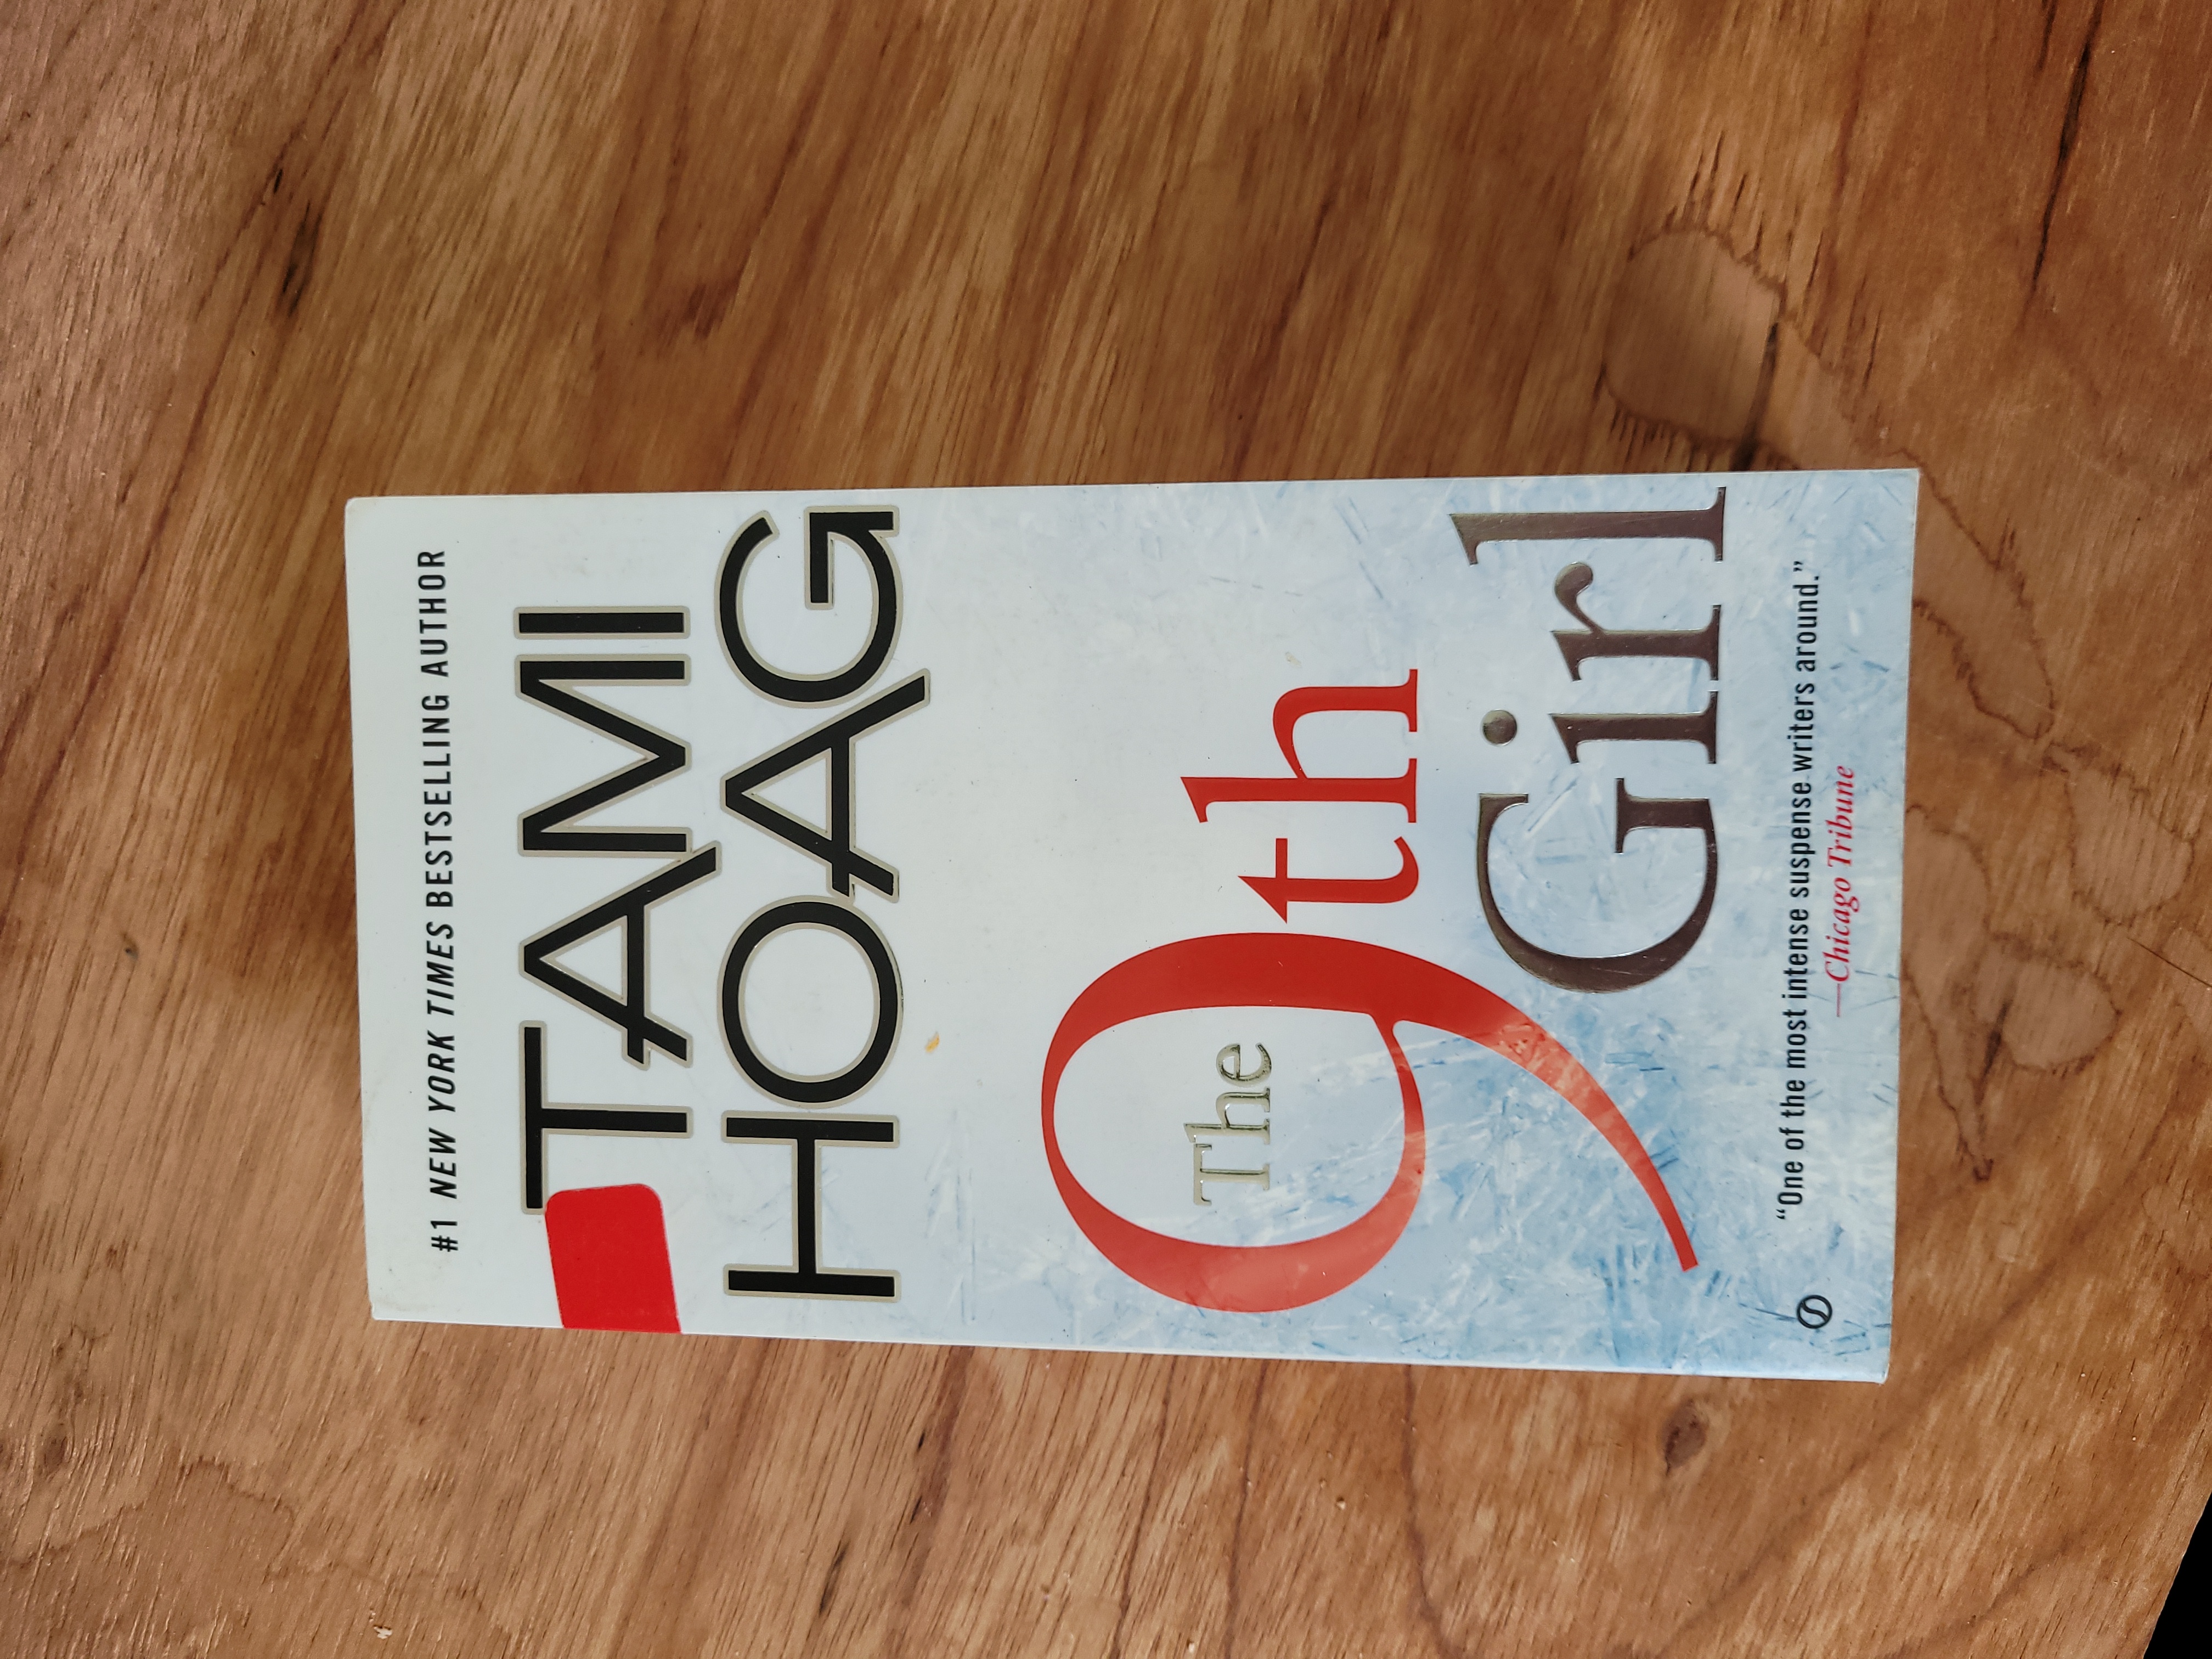 #1 NEW YORK TIMES BESTSELLING AUTHOR
TAMI
HOAG
The 9th
Girl
“One of the most intense suspense writers around.”
—Chicago Tribune